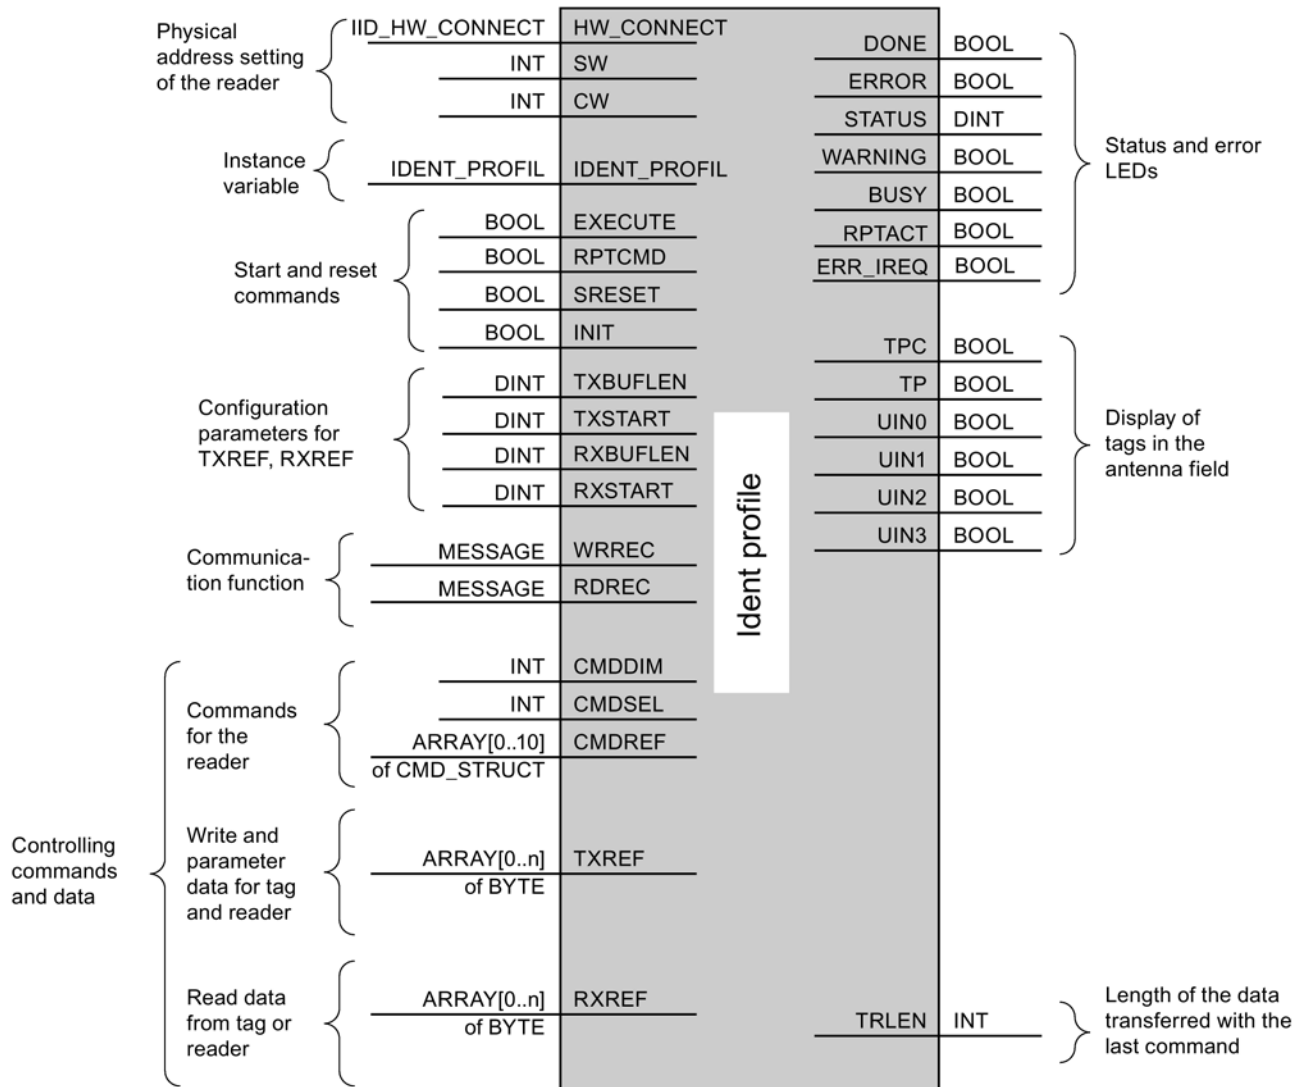 Physical
address setting
of the reader
IID_HW_CONNECT HW_CONNECT
INT SW
INT CW
Instance
variable
IDENT_PROFIL IDENT_PROFIL
Start and reset
commands
BOOL EXECUTE
BOOL RPTCMD
BOOL SRESET
BOOL INIT
Configuration
parameters for
TXREF, RXREF
DINT TXBUFLEN
DINT TXSTART
DINT RXBUFLEN
DINT RXSTART
Communica-
tion function
MESSAGE WRREC
MESSAGE RDREC
Controlling
commands
and data
Commands
for the
reader
INT CMDDIM
INT CMDSEL
ARRAY[0..10] CMDREF
of CMD_STRUCT
Write and
parameter
data for tag
and reader
ARRAY[0..n] TXREF
of BYTE
Read data
from tag or
reader
ARRAY[0..n] RXREF
of BYTE
Ident profile
DONE BOOL
ERROR BOOL
STATUS DINT
WARNING BOOL
BUSY BOOL
RPTACT BOOL
ERR_IREQ BOOL
Status and error
LEDs
TPC BOOL
TP BOOL
UIN0 BOOL
UIN1 BOOL
UIN2 BOOL
UIN3 BOOL
Display of
tags in the
antenna field
TRLEN INT
Length of the data
transferred with the
last command